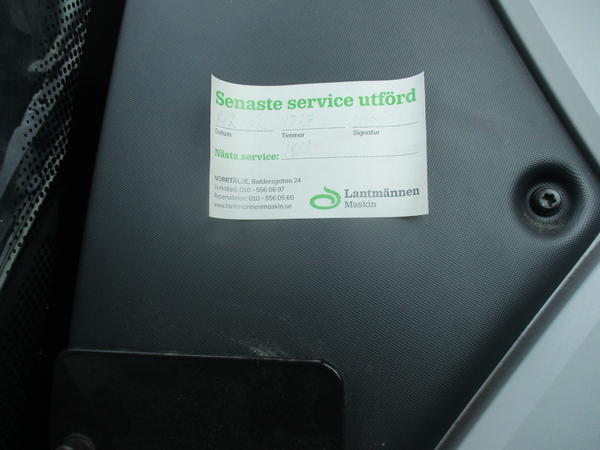 Senaste service utförd
Datum Timmar Signatur
Nästa service:
NORRTÄLJE, Baldersgatan 24
Verkstad: 010 - 556 08 97
Reservdelar: 010 - 556 05 60
www.lantmannenmaskin.se
Lantmännen
Maskin